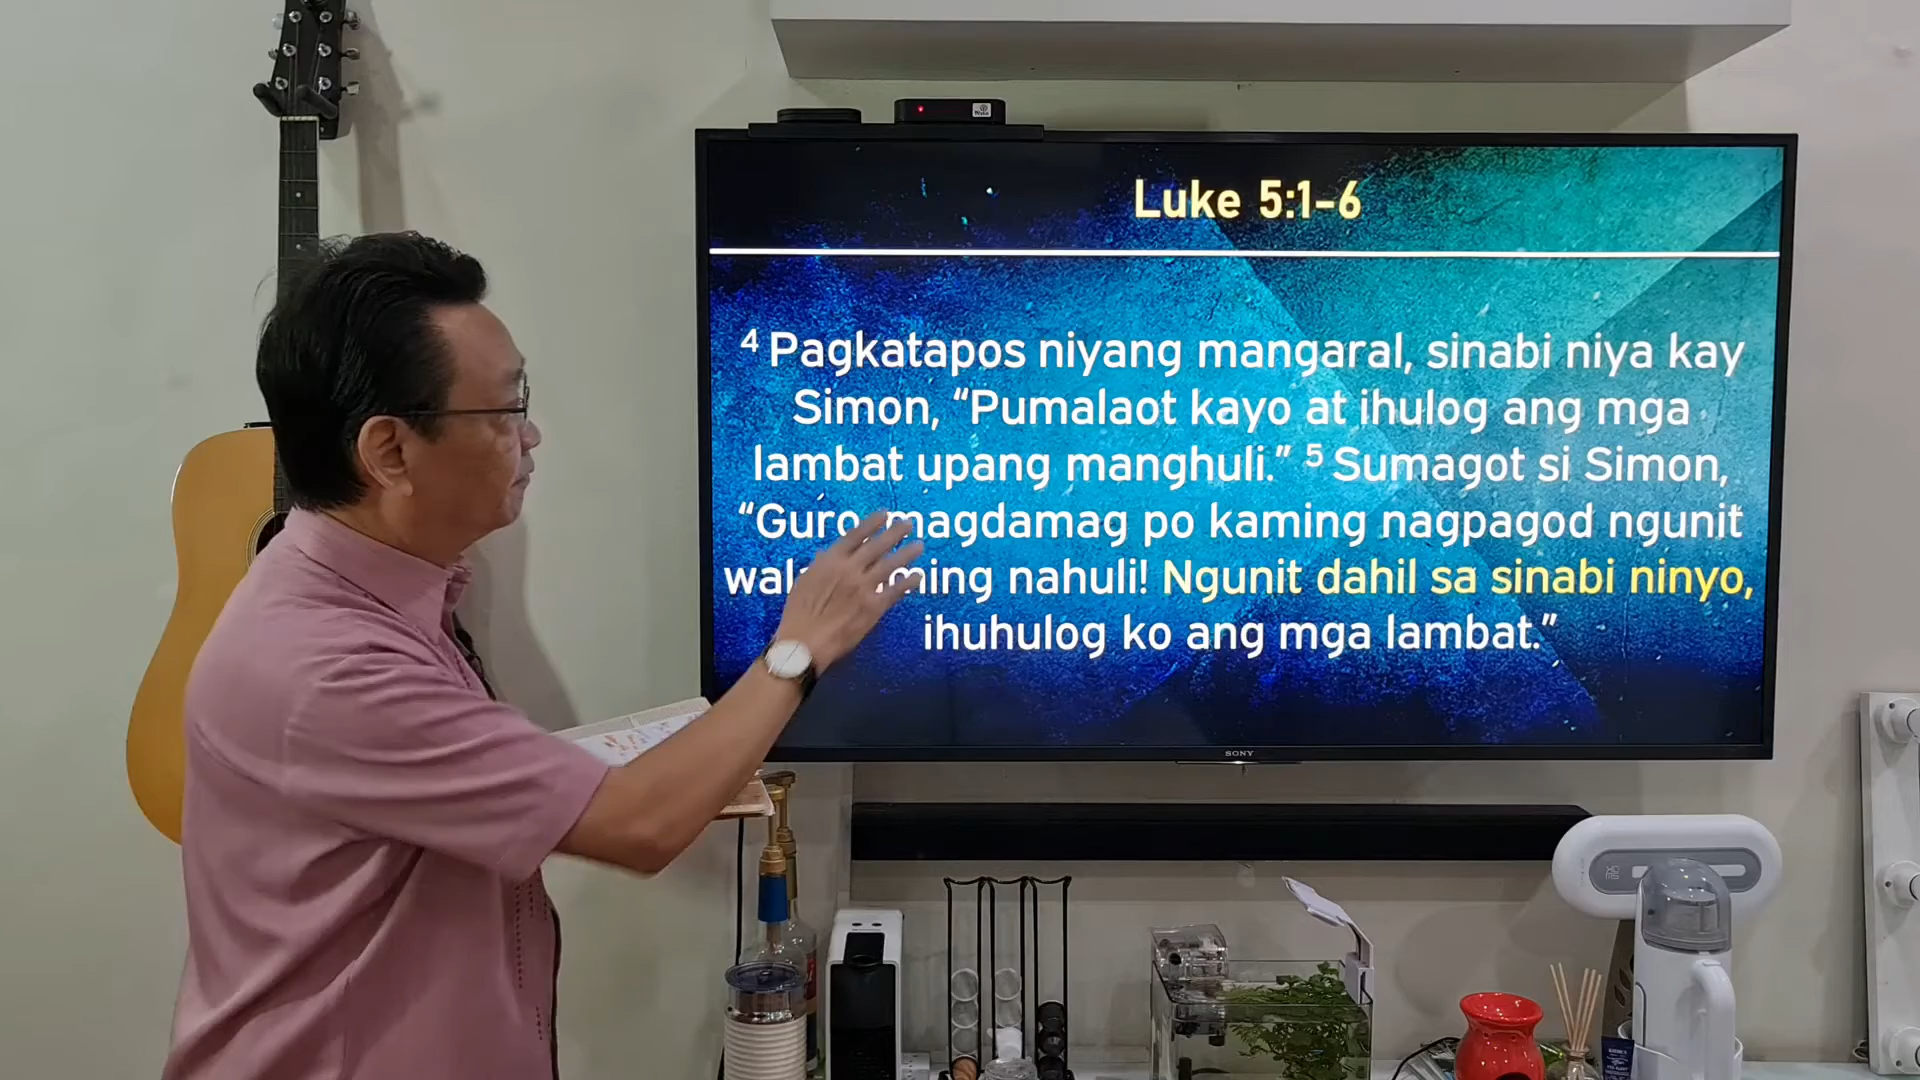 Luke 5:1-6
4 Pagkatapos niyang mangaral, sinabi niya kay
Simon, “Pumalaot kayo at ihulog ang mga
lambat upang manghuli.” 5 Sumagot si Simon,
“Guro, magdamag po kaming nagpagod ngunit
nahuli! Ngunit dahil sa sinabi ninyo,
ihuhulog ko ang mga lambat.”
SONY